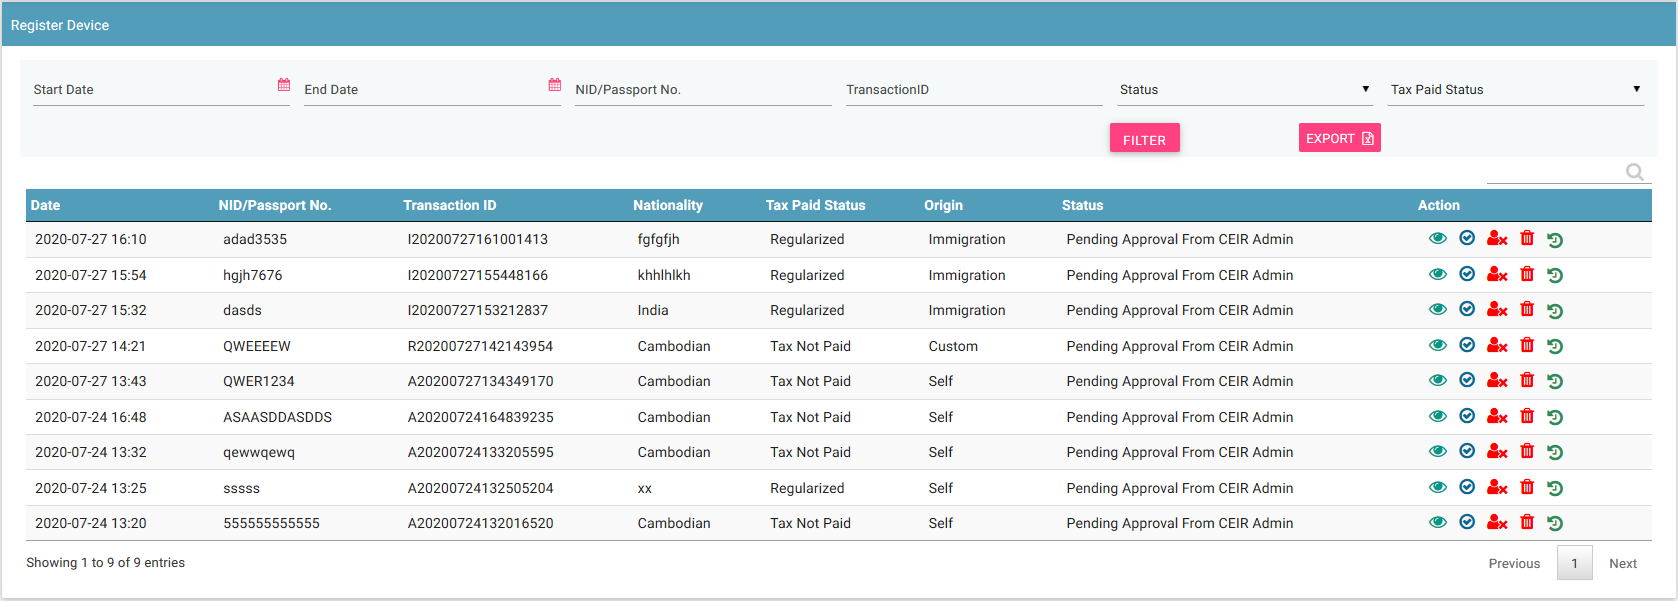 Register Device
Start Date End Date NID/Passport No. TransactionID Status Tax Paid Status
FILTER EXPORT
Date NID/Passport No. Transaction ID Nationality Tax Paid Status Origin Status Action
2020-07-27 16:10 adad3535 I20200727161001413 fgfgfjh Regularized Immigration Pending Approval From CEIR Admin
2020-07-27 15:54 hgjh7676 I20200727155448166 khhlhlkh Regularized Immigration Pending Approval From CEIR Admin
2020-07-27 15:32 dasds I20200727153212837 India Regularized Immigration Pending Approval From CEIR Admin
2020-07-27 14:21 QWEEEEW R20200727142143954 Cambodian Tax Not Paid Custom Pending Approval From CEIR Admin
2020-07-27 13:43 QWER1234 A20200727134349170 Cambodian Tax Not Paid Self Pending Approval From CEIR Admin
2020-07-24 16:48 ASAASDDASDDS A20200724164839235 Cambodian Tax Not Paid Self Pending Approval From CEIR Admin
2020-07-24 13:32 qewwqewq A20200724133205595 Cambodian Tax Not Paid Self Pending Approval From CEIR Admin
2020-07-24 13:25 sssss A20200724132505204 xx Regularized Self Pending Approval From CEIR Admin
2020-07-24 13:20 555555555555 A20200724132016520 Cambodian Tax Not Paid Self Pending Approval From CEIR Admin
Showing 1 to 9 of 9 entries Previous 1 Next